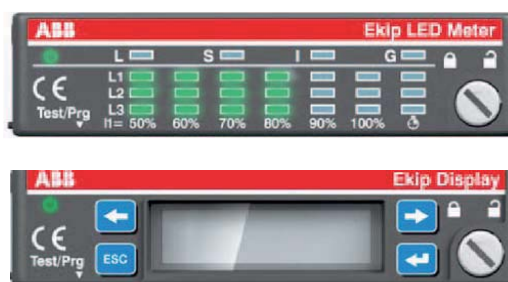 ABB Ekip LED Meter
L S I G
L1
L2
L3
CE
Test/Prg
I1= 50% 60% 70% 80% 90% 100%
ABB Ekip Display
CE
Test/Prg
ESC